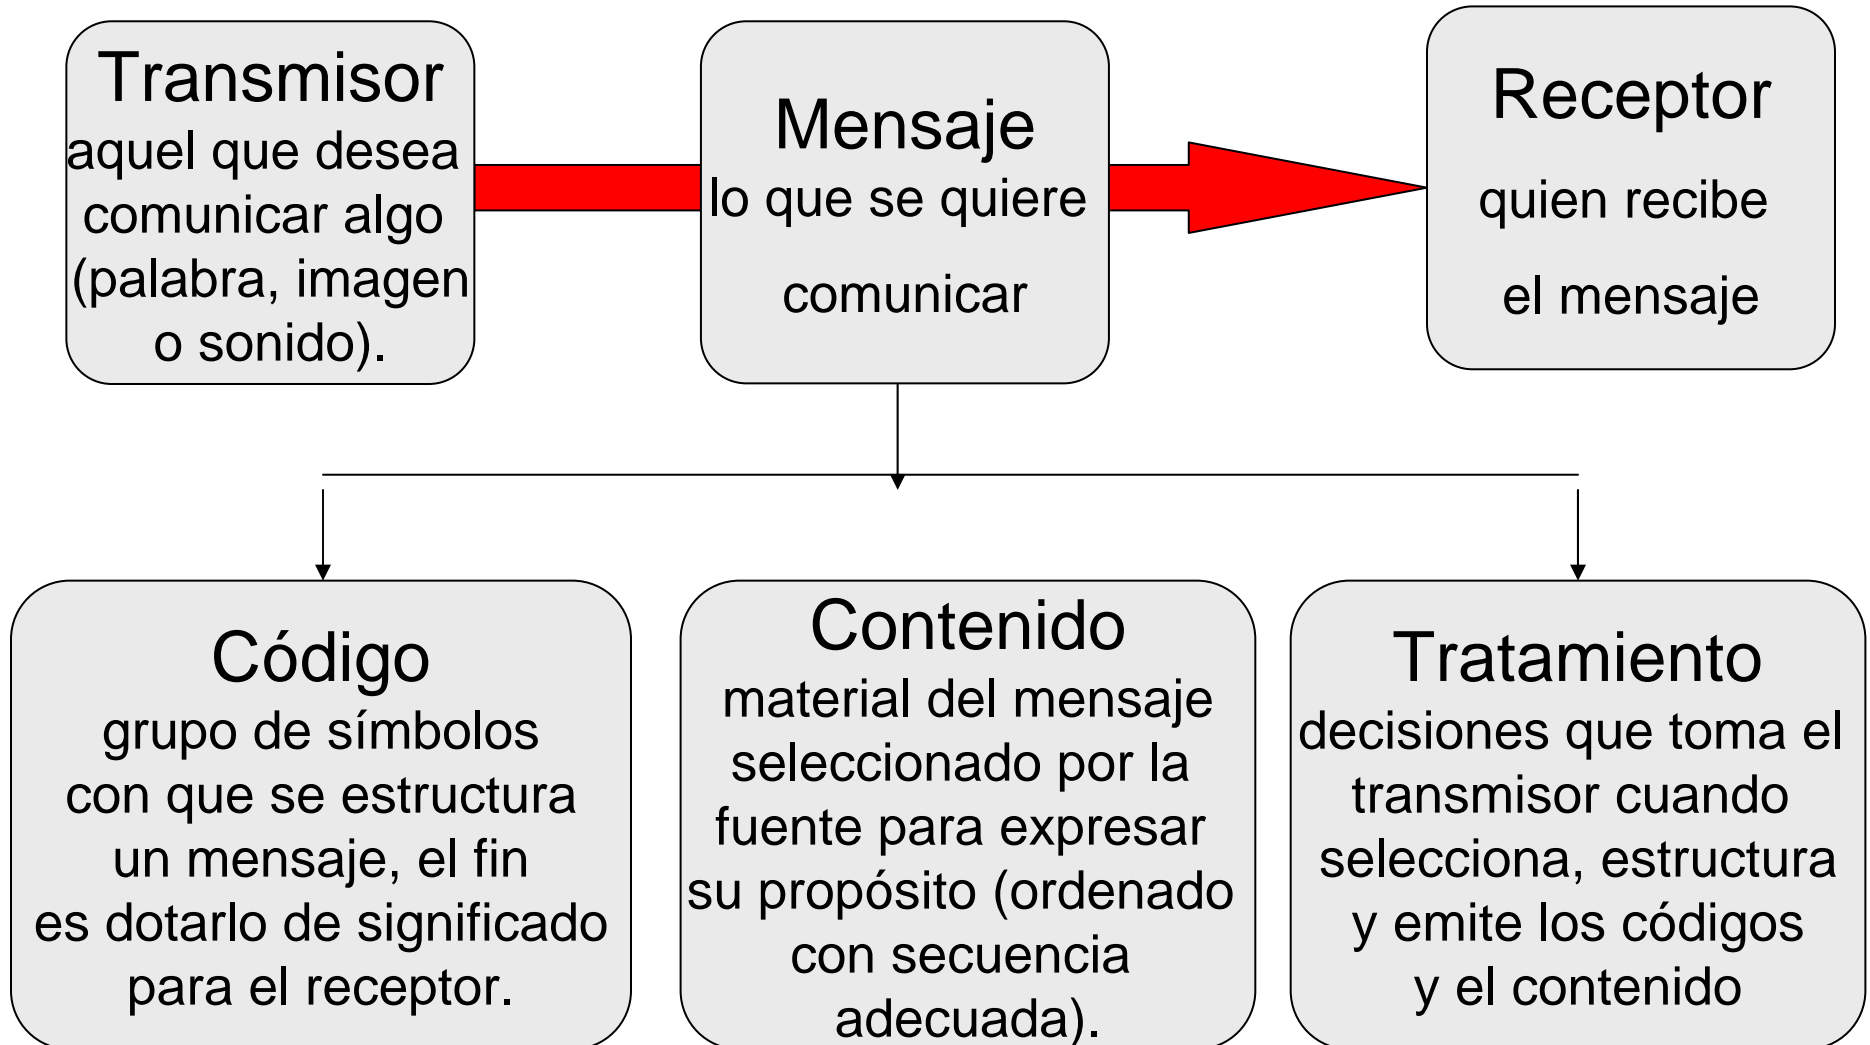 Transmisor
aquel que desea
comunicar algo
(palabra, imagen
o sonido).
Mensaje
lo que se quiere
comunicar
Receptor
quien recibe
el mensaje
Código
grupo de símbolos
con que se estructura
un mensaje, el fin
es dotarlo de significado
para el receptor.
Contenido
material del mensaje
seleccionado por la
fuente para expresar
su propósito (ordenado
con secuencia
adecuada).
Tratamiento
decisiones que toma el
transmisor cuando
selecciona, estructura
y emite los códigos
y el contenido